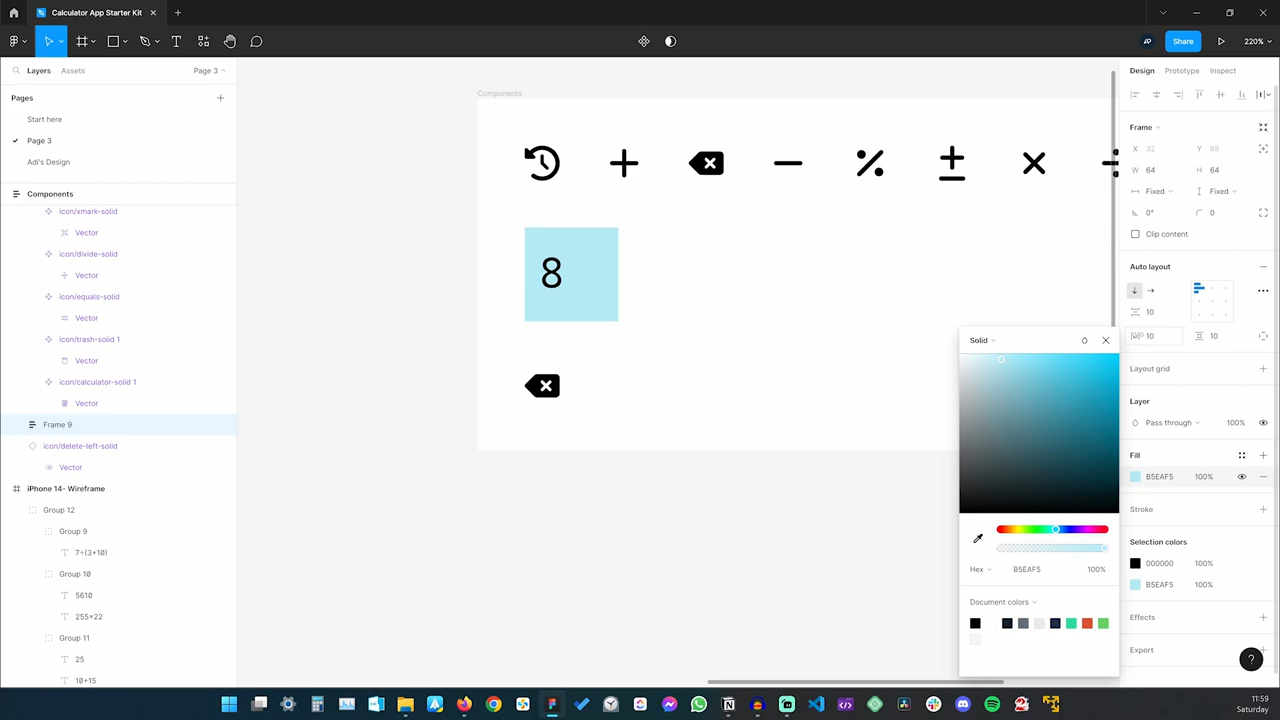 Calculator App Starter Kit
Share
220%
Layers
Assets
Page 3
Design
Prototype
Inspect
Pages
Start here
Page 3
Adi's Design
Components
icon/xmark-solid
Vector
icon/divide-solid
Vector
icon/equals-solid
Vector
icon/trash-solid 1
Vector
icon/calculator-solid 1
Vector
Frame 9
icon/delete-left-solid
Vector
iPhone 14- Wireframe
Group 12
Group 9
7÷(3+10)
Group 10
5610
255×22
Group 11
25
10+15
Components
8
Solid
Hex
B5EAF5
100%
Document colors
Frame
X 32
Y 88
W 64
H 64
Fixed
Fixed
0°
0
Clip content
Auto layout
10
10
10
Layout grid
Layer
Pass through
100%
Fill
B5EAF5
100%
Stroke
Selection colors
000000
100%
B5EAF5
100%
Effects
Export
?
11:59
Saturday